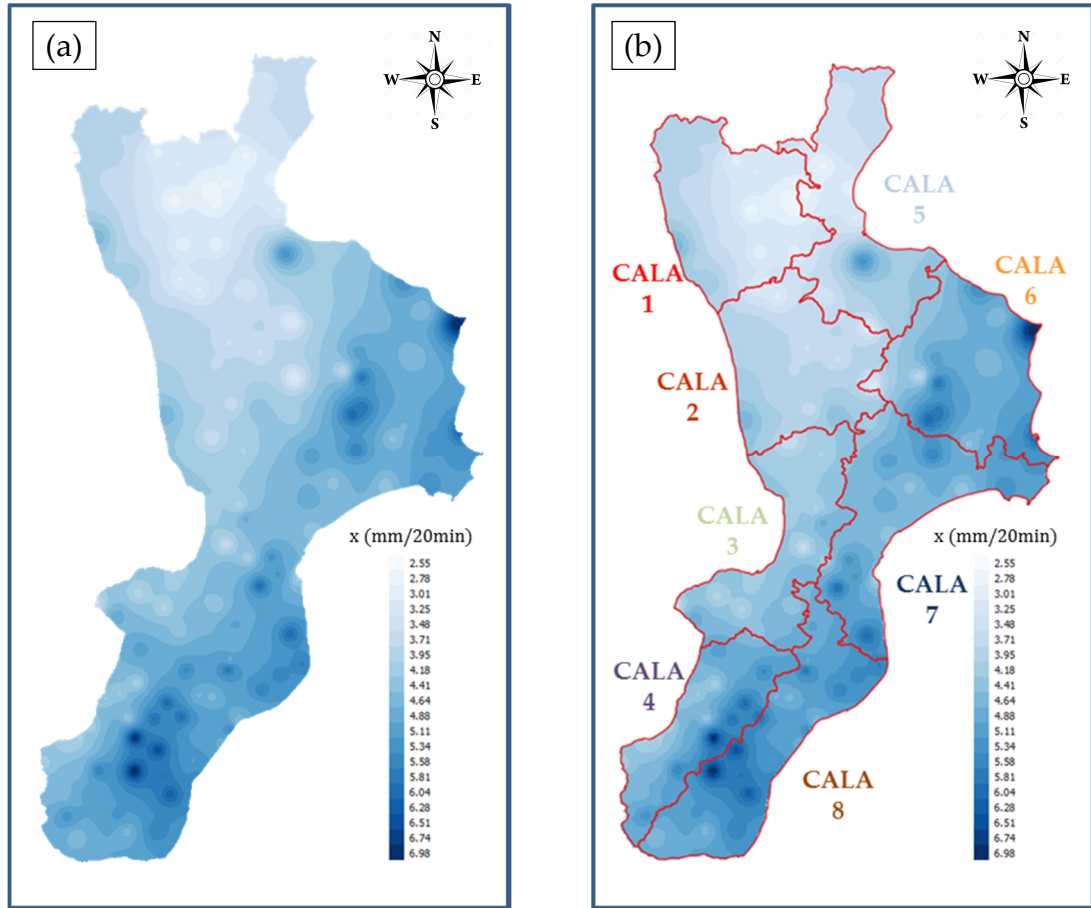 (a)
N
W E
S
x (mm/20min)
2.55
2.78
3.01
3.25
3.48
3.71
3.95
4.18
4.41
4.64
4.88
5.11
5.34
5.58
5.81
6.04
6.28
6.51
6.74
6.98
(b)
N
W E
S
CALA
5
CALA
1
CALA
6
CALA
2
CALA
3
CALA
7
CALA
4
CALA
8
x (mm/20min)
2.55
2.78
3.01
3.25
3.48
3.71
3.95
4.18
4.41
4.64
4.88
5.11
5.34
5.58
5.81
6.04
6.28
6.51
6.74
6.98